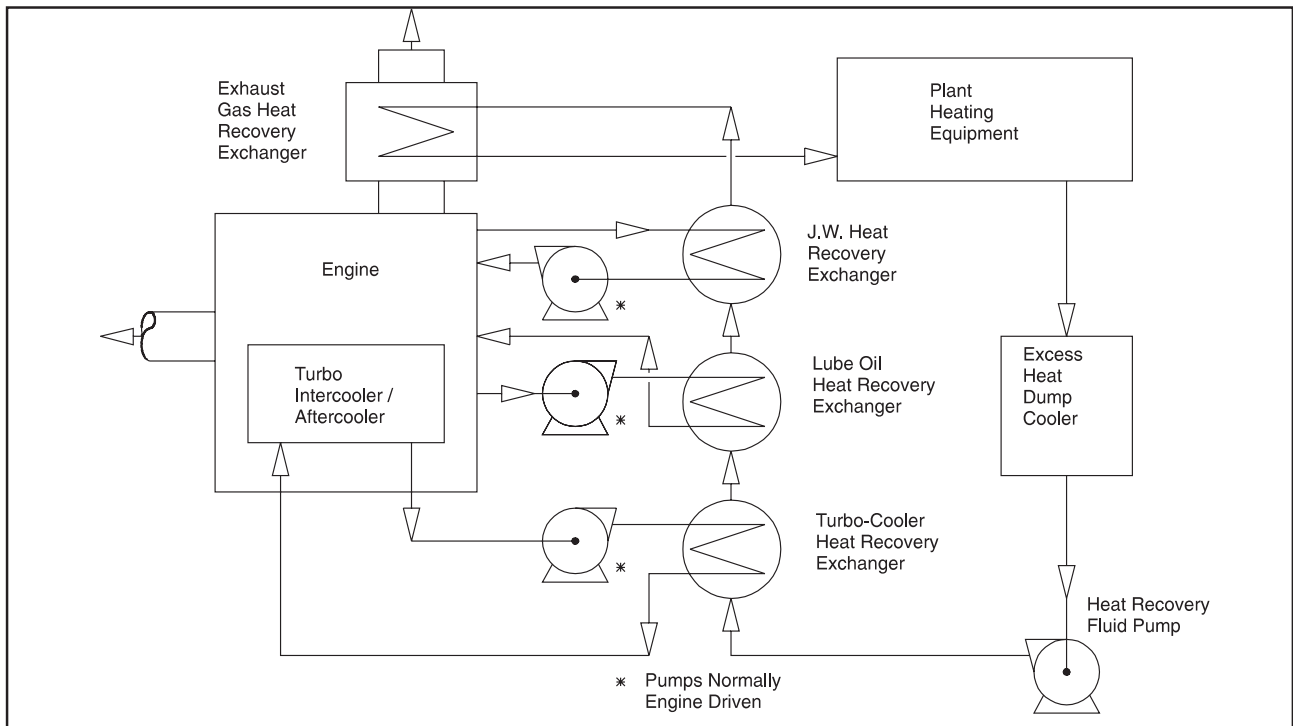 Exhaust
Gas Heat
Recovery
Exchanger
Plant
Heating
Equipment
Engine
J.W. Heat
Recovery
Exchanger
*
Turbo
Intercooler /
Aftercooler
*
Lube Oil
Heat Recovery
Exchanger
Excess
Heat
Dump
Cooler
*
Turbo-Cooler
Heat Recovery
Exchanger
Heat Recovery
Fluid Pump
* Pumps Normally
Engine Driven